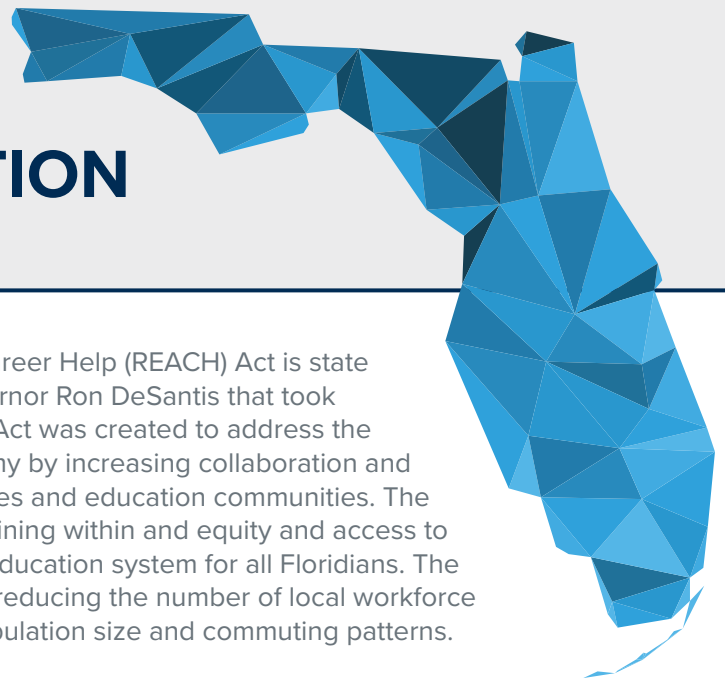 TION
reer Help (REACH) Act is state
rnor Ron DeSantis that took
Act was created to address the
ny by increasing collaboration and
es and education communities. The
ining within and equity and access to
ducation system for all Floridians. The
reducing the number of local workforce
pulation size and commuting patterns.